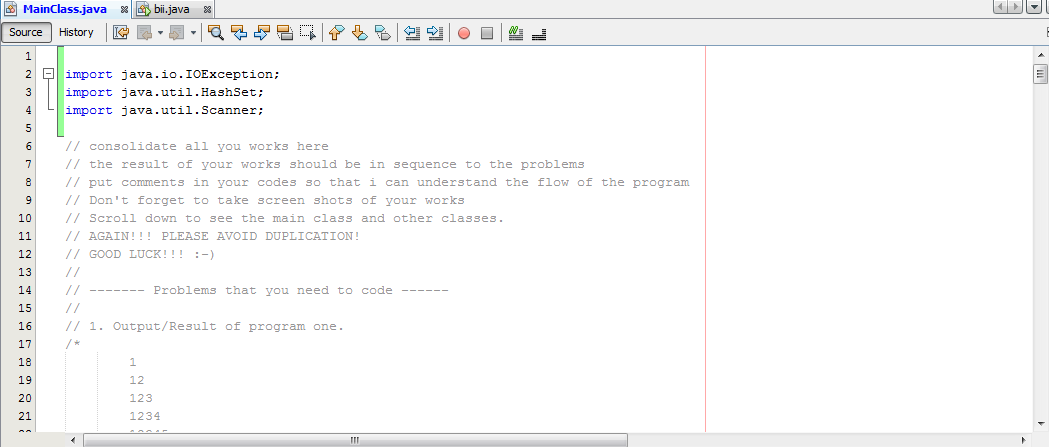 MainClass.java bii.java
Source History
1
2 import java.io.IOException;
3 import java.util.HashSet;
4 import java.util.Scanner;
5
6 // consolidate all you works here
7 // the result of your works should be in sequence to the problems
8 // put comments in your codes so that i can understand the flow of the program
9 // Don't forget to take screen shots of your works
10 // Scroll down to see the main class and other classes.
11 // AGAIN!!! PLEASE AVOID DUPLICATION!
12 // GOOD LUCK!!! :-)
13 //
14 // ------- Problems that you need to code ------
15 //
16 // 1. Output/Result of program one.
17 /*
18 1
19 12
20 123
21 1234